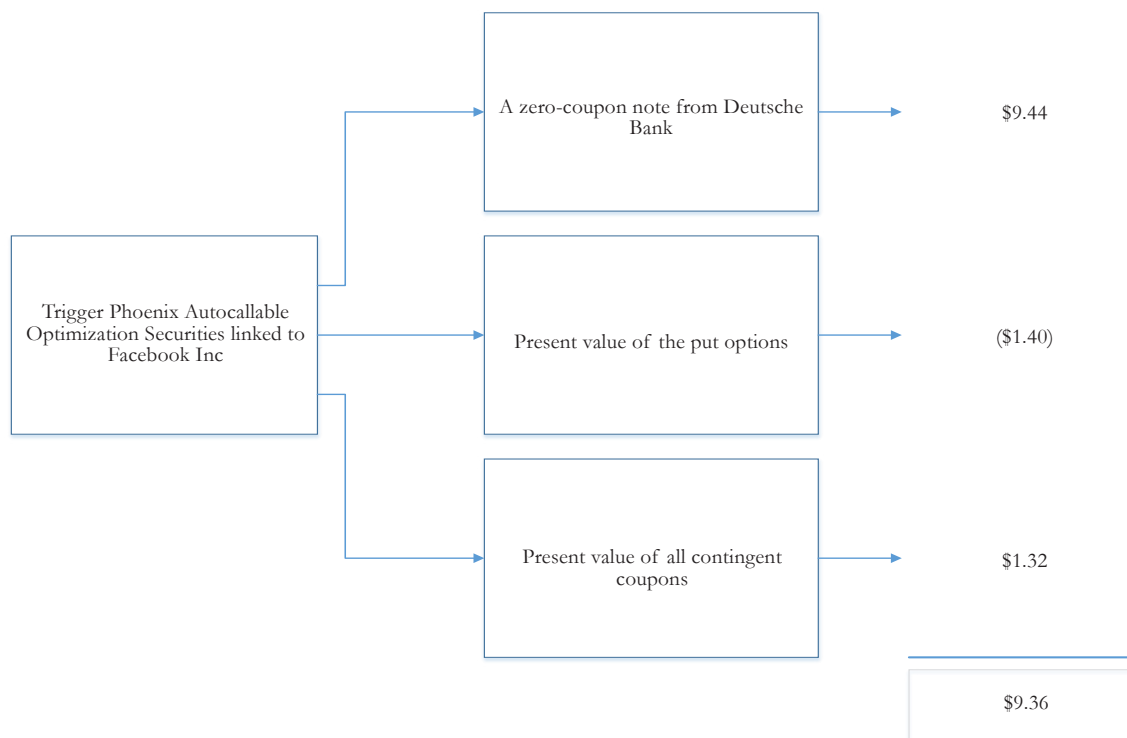 A zero-coupon note from Deutsche
Bank
$9.44
Trigger Phoenix Autocallable
Optimization Securities linked to
Facebook Inc
Present value of the put options
($1.40)
Present value of all contingent
coupons
$1.32
$9.36